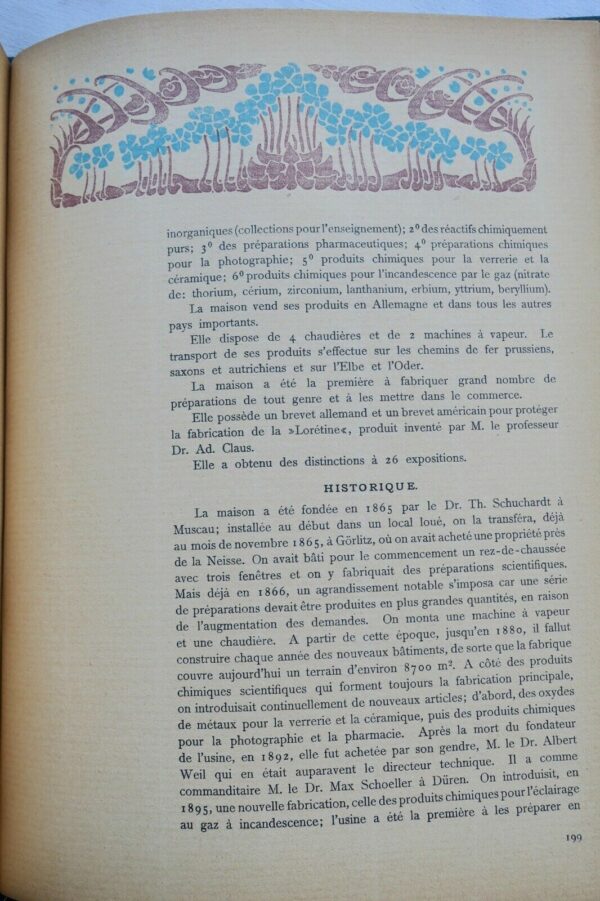 inorganiques (collections pour l'enseignement); 2⁰ des réactifs chimiquement
purs; 3⁰ des préparations pharmaceutiques; 4⁰ préparations chimiques
pour la photographie; 5⁰ produits chimiques pour la verrerie et la
céramique; 6⁰ produits chimiques pour l'incandescence par le gaz (nitrate
de: thorium, cérium, zirconium, lanthanium, erbium, yttrium, beryllium).
La maison vend ses produits en Allemagne et dans tous les autres
pays importants.
Elle dispose de 4 chaudières et de 2 machines à vapeur. Le
transport de ses produits s'effectue sur les chemins de fer prussiens,
saxons et autrichiens et sur l'Elbe et l'Oder.
La maison a été la première à fabriquer grand nombre de
préparations de tout genre et à les mettre dans le commerce.
Elle possède un brevet allemand et un brevet américain pour protéger
la fabrication de la »Lorétine«, produit inventé par M. le professeur
Dr. Ad. Claus.
Elle a obtenu des distinctions à 26 expositions.
HISTORIQUE.
La maison a été fondée en 1865 par le Dr. Th. Schuchardt à
Muscau; installée au début dans un local loué, on la transféra, déjà
au mois de novembre 1865, à Görlitz, où on avait acheté une propriété près
de la Neisse. On avait bâti pour le commencement un rez-de-chaussée
avec trois fenêtres et on y fabriquait des préparations scientifiques.
Mais déjà en 1866, un agrandissement notable s'imposa car une série
de préparations devait être produites en plus grandes quantités, en raison
de l'augmentation des demandes. On monta une machine à vapeur
et une chaudière. A partir de cette époque, jusqu'en 1880, il fallut
construire chaque année des nouveaux bâtiments, de sorte que la fabrique
couvre aujourd'hui un terrain d'environ 8700 m². A côté des produits
chimiques scientifiques qui forment toujours la fabrication principale,
on introduisait continuellement de nouveaux articles; d'abord, des oxydes
de métaux pour la verrerie et la céramique, puis des produits chimiques
pour la photographie et la pharmacie. Après la mort du fondateur
de l'usine, en 1892, elle fut achetée par son gendre, M. le Dr. Albert
Weil qui en était auparavent le directeur technique. Il a comme
commanditaire M. le Dr. Max Schoeller à Düren. On introduisit, en
1895, une nouvelle fabrication, celle des produits chimiques pour l'éclairage
au gaz à incandescence; l'usine a été la première à les préparer en
199